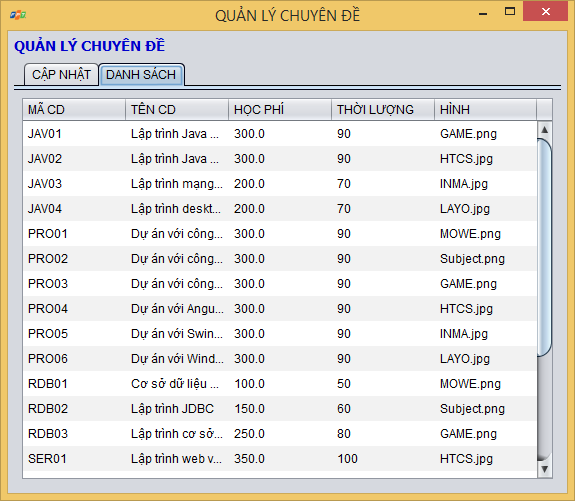 QUẢN LÝ CHUYÊN ĐỀ
QUẢN LÝ CHUYÊN ĐỀ
CẬP NHẬT DANH SÁCH
MÃ CD TÊN CD HỌC PHÍ THỜI LƯỢNG HÌNH
JAV01 Lập trình Java ... 300.0 90 GAME.png
JAV02 Lập trình Java ... 300.0 90 HTCS.jpg
JAV03 Lập trình mạng... 200.0 70 INMA.jpg
JAV04 Lập trình deskt... 200.0 70 LAYO.jpg
PRO01 Dự án với công... 300.0 90 MOWE.png
PRO02 Dự án với công... 300.0 90 Subject.png
PRO03 Dự án với công... 300.0 90 GAME.png
PRO04 Dự án với Angu... 300.0 90 HTCS.jpg
PRO05 Dự án với Swin... 300.0 90 INMA.jpg
PRO06 Dự án với Wind... 300.0 90 LAYO.jpg
RDB01 Cơ sở dữ liệu ... 100.0 50 MOWE.png
RDB02 Lập trình JDBC 150.0 60 Subject.png
RDB03 Lập trình cơ sở... 250.0 80 GAME.png
SER01 Lập trình web v... 350.0 100 HTCS.jpg